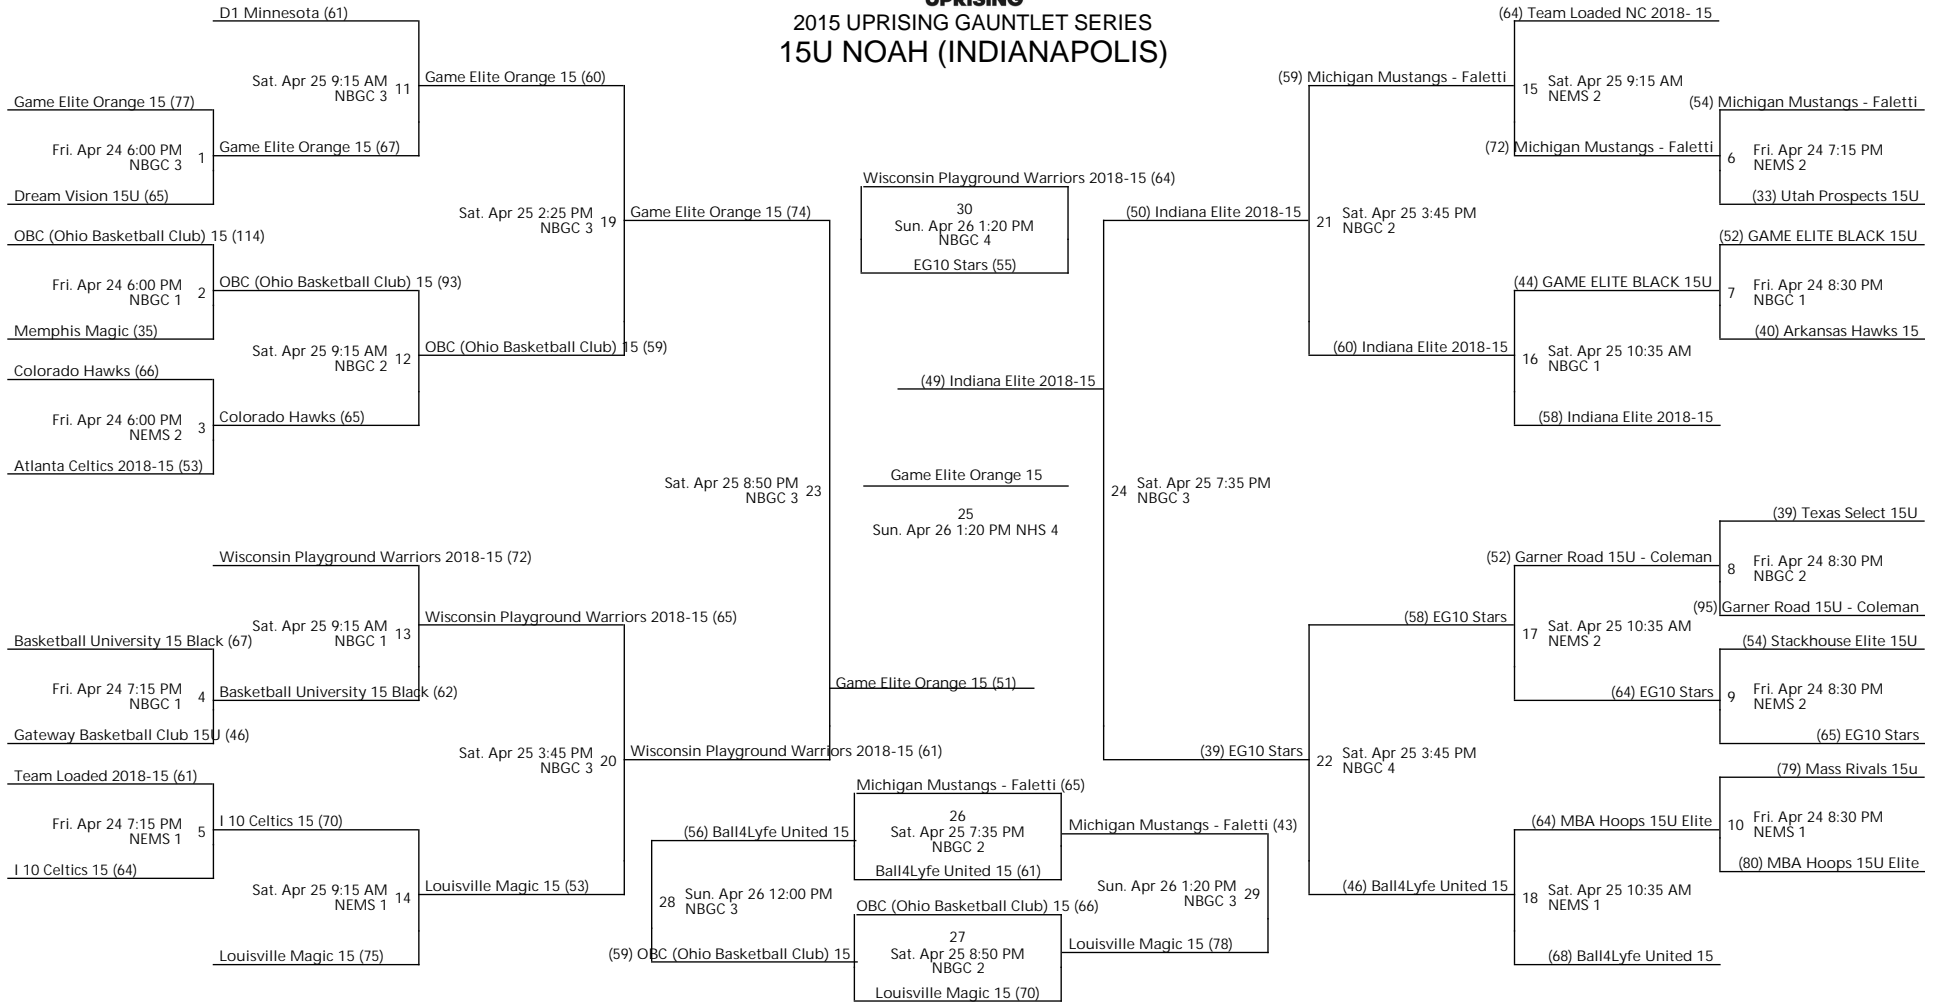 UPRISING
2015 UPRISING GAUNTLET SERIES
15U NOAH (INDIANAPOLIS)
D1 Minnesota (61)
Sat. Apr 25 9:15 AM 11
NBGC 3
Game Elite Orange 15 (60)
Game Elite Orange 15 (77)
Fri. Apr 24 6:00 PM 1
NBGC 3
Game Elite Orange 15 (67)
Dream Vision 15U (65)
Sat. Apr 25 2:25 PM 19
NBGC 3
Game Elite Orange 15 (74)
OBC (Ohio Basketball Club) 15 (114)
Fri. Apr 24 6:00 PM 2
NBGC 1
OBC (Ohio Basketball Club) 15 (93)
Memphis Magic (35)
Sat. Apr 25 9:15 AM 12
NBGC 2
OBC (Ohio Basketball Club) 15 (59)
Colorado Hawks (66)
Fri. Apr 24 6:00 PM 3
NEMS 2
Colorado Hawks (65)
Atlanta Celtics 2018-15 (53)
Sat. Apr 25 8:50 PM 23
NBGC 3
Wisconsin Playground Warriors 2018-15 (72)
Sat. Apr 25 9:15 AM 13
NBGC 1
Wisconsin Playground Warriors 2018-15 (65)
Basketball University 15 Black (67)
Fri. Apr 24 7:15 PM 4
NBGC 1
Basketball University 15 Black (62)
Gateway Basketball Club 15U (46)
Sat. Apr 25 3:45 PM 20
NBGC 3
Wisconsin Playground Warriors 2018-15 (61)
Team Loaded 2018-15 (61)
Fri. Apr 24 7:15 PM 5
NEMS 1
I 10 Celtics 15 (70)
I 10 Celtics 15 (64)
Sat. Apr 25 9:15 AM 14
NEMS 1
Louisville Magic 15 (53)
Louisville Magic 15 (75)
Wisconsin Playground Warriors 2018-15 (64)
30
Sun. Apr 26 1:20 PM
NBGC 4
EG10 Stars (55)
(49) Indiana Elite 2018-15
Game Elite Orange 15
25
Sun. Apr 26 1:20 PM NHS 4
Game Elite Orange 15 (51)
Michigan Mustangs - Faletti (65)
26
Sat. Apr 25 7:35 PM
NBGC 2
Ball4Lyfe United 15 (61)
(56) Ball4Lyfe United 15
28 Sun. Apr 26 12:00 PM
NBGC 3
(59) OBC (Ohio Basketball Club) 15
OBC (Ohio Basketball Club) 15 (66)
27
Sat. Apr 25 8:50 PM
NBGC 2
Louisville Magic 15 (70)
Michigan Mustangs - Faletti (43)
Sun. Apr 26 1:20 PM 29
NBGC 3
Louisville Magic 15 (78)
(64) Team Loaded NC 2018- 15
(59) Michigan Mustangs - Faletti
15 Sat. Apr 25 9:15 AM
NEMS 2
(54) Michigan Mustangs - Faletti
(72) Michigan Mustangs - Faletti
6 Fri. Apr 24 7:15 PM
NEMS 2
(33) Utah Prospects 15U
(50) Indiana Elite 2018-15
21 Sat. Apr 25 3:45 PM
NBGC 2
(52) GAME ELITE BLACK 15U
(44) GAME ELITE BLACK 15U
7 Fri. Apr 24 8:30 PM
NBGC 1
(40) Arkansas Hawks 15
(60) Indiana Elite 2018-15
16 Sat. Apr 25 10:35 AM
NBGC 1
(58) Indiana Elite 2018-15
24 Sat. Apr 25 7:35 PM
NBGC 3
(39) Texas Select 15U
(52) Garner Road 15U - Coleman
8 Fri. Apr 24 8:30 PM
NBGC 2
(95) Garner Road 15U - Coleman
(58) EG10 Stars
17 Sat. Apr 25 10:35 AM
NEMS 2
(54) Stackhouse Elite 15U
(64) EG10 Stars
9 Fri. Apr 24 8:30 PM
NEMS 2
(65) EG10 Stars
(39) EG10 Stars
22 Sat. Apr 25 3:45 PM
NBGC 4
(79) Mass Rivals 15u
(64) MBA Hoops 15U Elite
10 Fri. Apr 24 8:30 PM
NEMS 1
(80) MBA Hoops 15U Elite
(46) Ball4Lyfe United 15
18 Sat. Apr 25 10:35 AM
NEMS 1
(68) Ball4Lyfe United 15